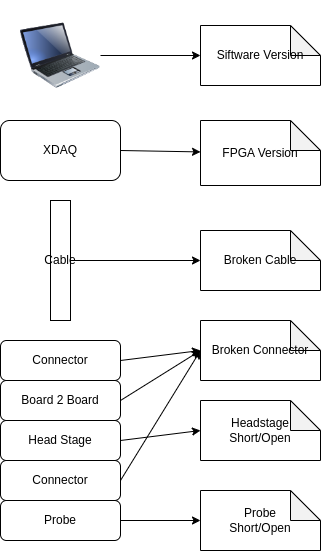 Siftware Version
XDAQ
FPGA Version
Cable
Broken Cable
Connector
Broken Connector
Board 2 Board
Head Stage
Headstage
Short/Open
Connector
Probe
Probe
Short/Open